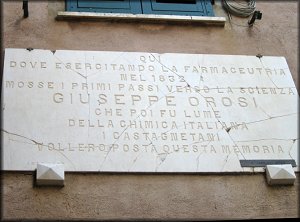 QUI
DOVE ESERCITANDO LA FARMACEUTRIA
NEL 1832
MOSSE I PRIMI PASSI VERSO LA SCIENZA
GIUSEPPE OROSI
CHE POI FU LUME
DELLA CHIMICA ITALIANA
I CASTAGNETANI
VOLLERO POSTA QUESTA MEMORIA